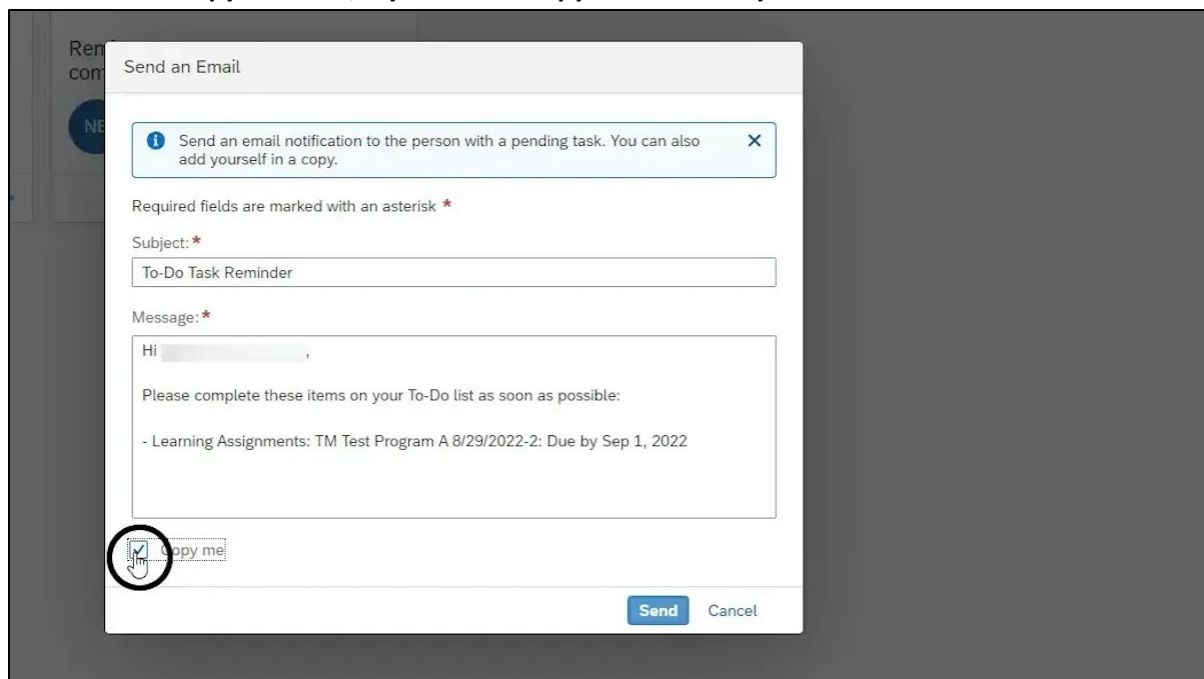 Send an Email
Send an email notification to the person with a pending task. You can also
add yourself in a copy.
Required fields are marked with an asterisk *
Subject: *
To-Do Task Reminder
Message: *
Hi ,
Please complete these items on your To-Do list as soon as possible:
- Learning Assignments: TM Test Program A 8/29/2022-2: Due by Sep 1, 2022
Copy me
Send Cancel